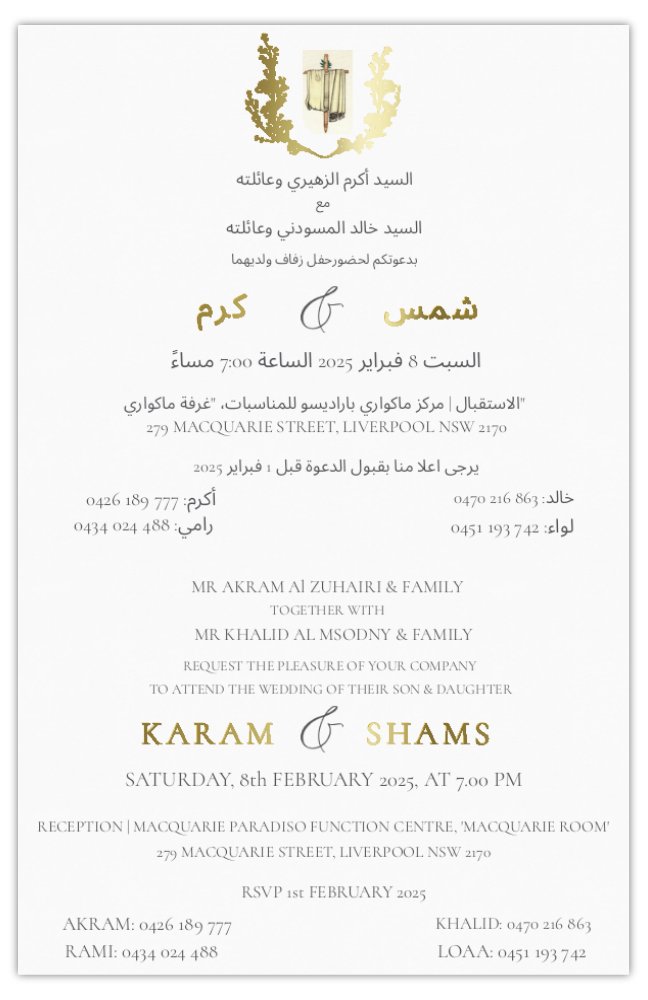 السيد أكرم الزهيري وعائلته
مع
السيد خالد المسودني وعائلته
بدعوتكم لحضورحفل زفاف ولديهما
شمس & كرم
السبت 8 فبراير 2025 الساعة 7:00 مساءً
الاستقبال | مركز ماكواري باراديسو للمناسبات، "غرفة ماكواري"
279 MACQUARIE STREET, LIVERPOOL NSW 2170
يرجى اعلا منا بقبول الدعوة قبل 1 فبراير 2025
خالد: 0470 216 863 أكرم: 0426 189 777
لواء: 0451 193 742 رامي: 0434 024 488
MR AKRAM Al ZUHAIRI & FAMILY
TOGETHER WITH
MR KHALID AL MSODNY & FAMILY
REQUEST THE PLEASURE OF YOUR COMPANY
TO ATTEND THE WEDDING OF THEIR SON & DAUGHTER
KARAM & SHAMS
SATURDAY, 8th FEBRUARY 2025, AT 7.00 PM
RECEPTION | MACQUARIE PARADISO FUNCTION CENTRE, 'MACQUARIE ROOM'
279 MACQUARIE STREET, LIVERPOOL NSW 2170
RSVP 1st FEBRUARY 2025
AKRAM: 0426 189 777 KHALID: 0470 216 863
RAMI: 0434 024 488 LOAA: 0451 193 742